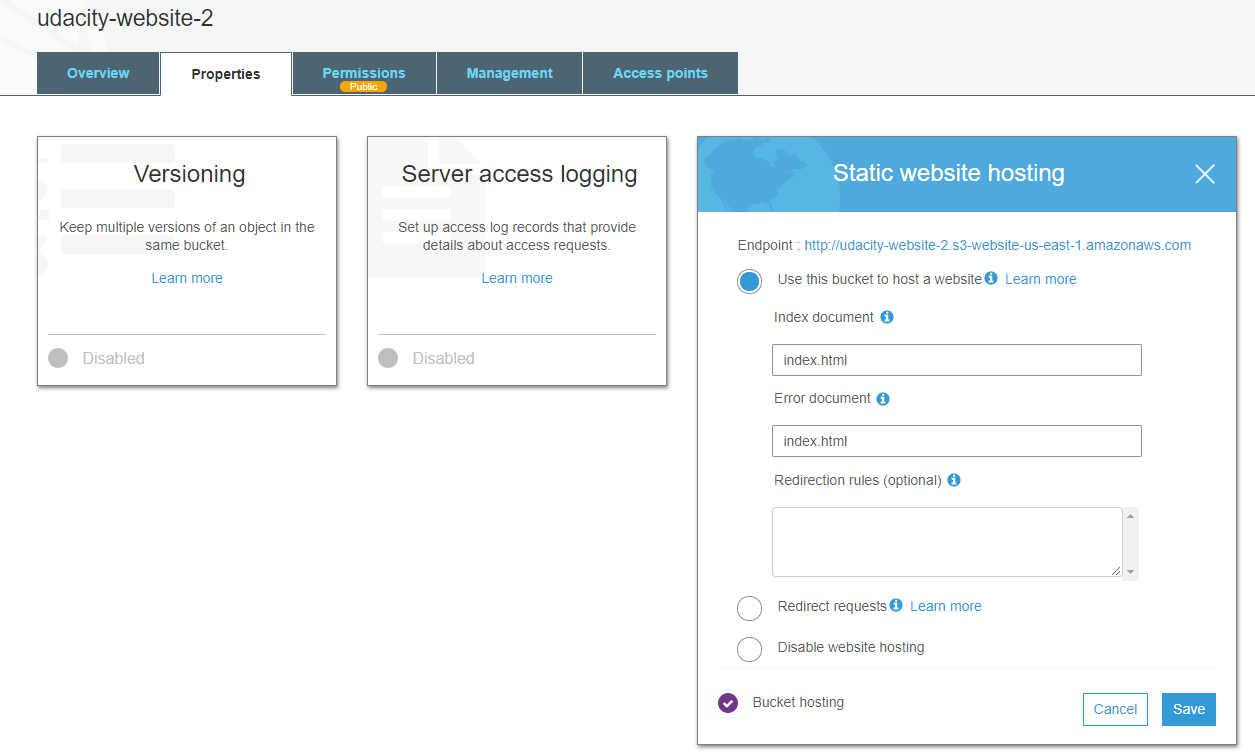 udacity-website-2
Overview
Properties
Permissions
Public
Management
Access points
Versioning
Keep multiple versions of an object in the
same bucket.
Learn more
Disabled
Server access logging
Set up access log records that provide
details about access requests.
Learn more
Disabled
Static website hosting
Endpoint : http://udacity-website-2.s3-website-us-east-1.amazonaws.com
Use this bucket to host a website Learn more
Index document
index.html
Error document
index.html
Redirection rules (optional)
Redirect requests Learn more
Disable website hosting
Bucket hosting
Cancel
Save